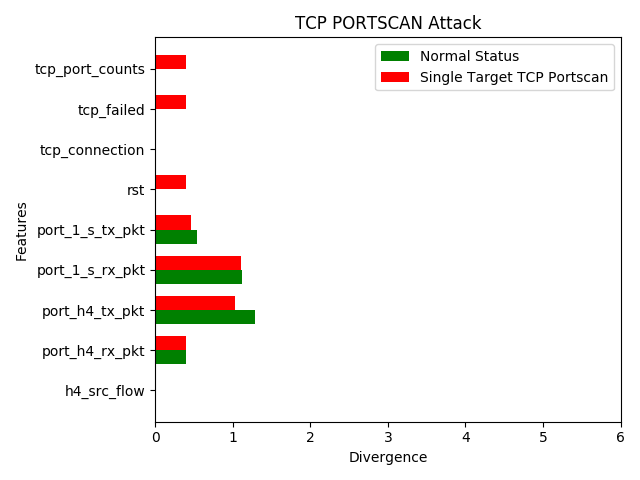 TCP PORTSCAN Attack
Normal Status
Single Target TCP Portscan
tcp_port_counts
tcp_failed
tcp_connection
rst
port_1_s_tx_pkt
port_1_s_rx_pkt
port_h4_tx_pkt
port_h4_rx_pkt
h4_src_flow
Features
0 1 2 3 4 5 6
Divergence